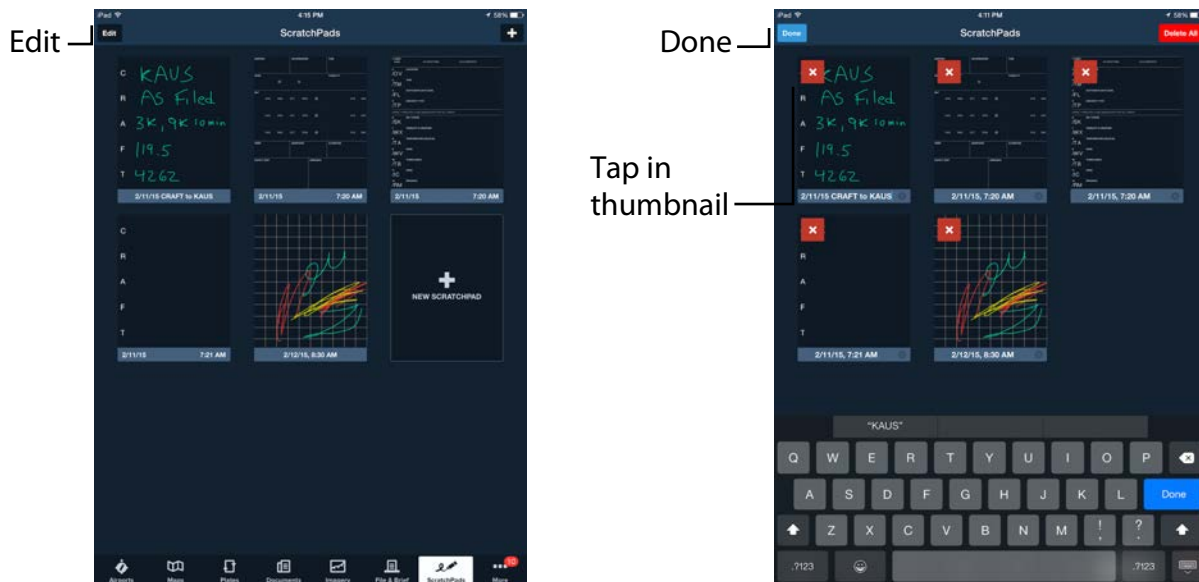 Edit
iPad 4:15 PM 58%
Edit ScratchPads +
C KAUS
R AS Filed
A 3K, 9K 10min
F 119.5
T 4262
2/11/15 CRAFT to KAUS
2/11/15 7:20 AM
2/11/15 7:20 AM
C
R
A
F
T
2/11/15 7:21 AM
2/12/15, 8:30 AM
NEW SCRATCHPAD
Airports Maps Plates Documents Imagery File & Brief ScratchPads More
10
Done
Tap in
thumbnail
iPad 4:11 PM 58%
Done ScratchPads Delete All
KAUS
R AS Filed
A 3K, 9K 10min
F 119.5
T 4262
2/11/15 CRAFT to KAUS
2/11/15, 7:20 AM
2/11/15, 7:20 AM
R
A
F
T
2/11/15, 7:21 AM
2/12/15, 8:30 AM
"KAUS"
Q W E R T Y U I O P
A S D F G H J K L Done
Z X C V B N M ! , ? .
.?123 .?123